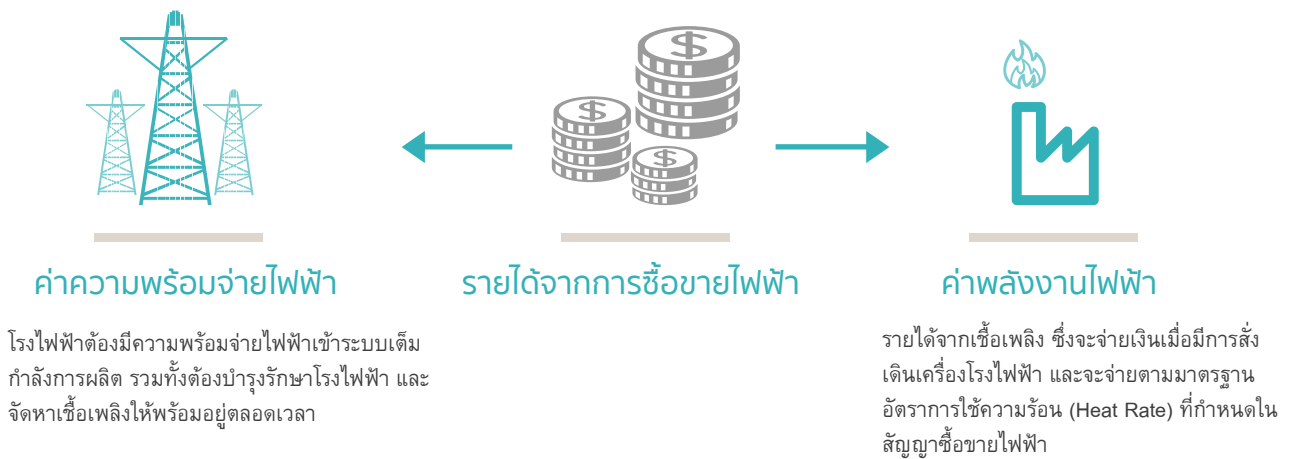 ค่าความพร้อมจ่ายไฟฟ้า
โรงไฟฟ้าต้องมีความพร้อมจ่ายไฟฟ้าเข้าระบบเต็ม
กำลังการผลิต รวมทั้งต้องบำรุงรักษาโรงไฟฟ้า และ
จัดหาเชื้อเพลิงให้พร้อมอยู่ตลอดเวลา
รายได้จากการซื้อขายไฟฟ้า
ค่าพลังงานไฟฟ้า
รายได้จากเชื้อเพลิง ซึ่งจะจ่ายเงินเมื่อมีการสั่ง
เดินเครื่องโรงไฟฟ้า และจะจ่ายตามมาตรฐาน
อัตราการใช้ความร้อน (Heat Rate) ที่กำหนดใน
สัญญาซื้อขายไฟฟ้า